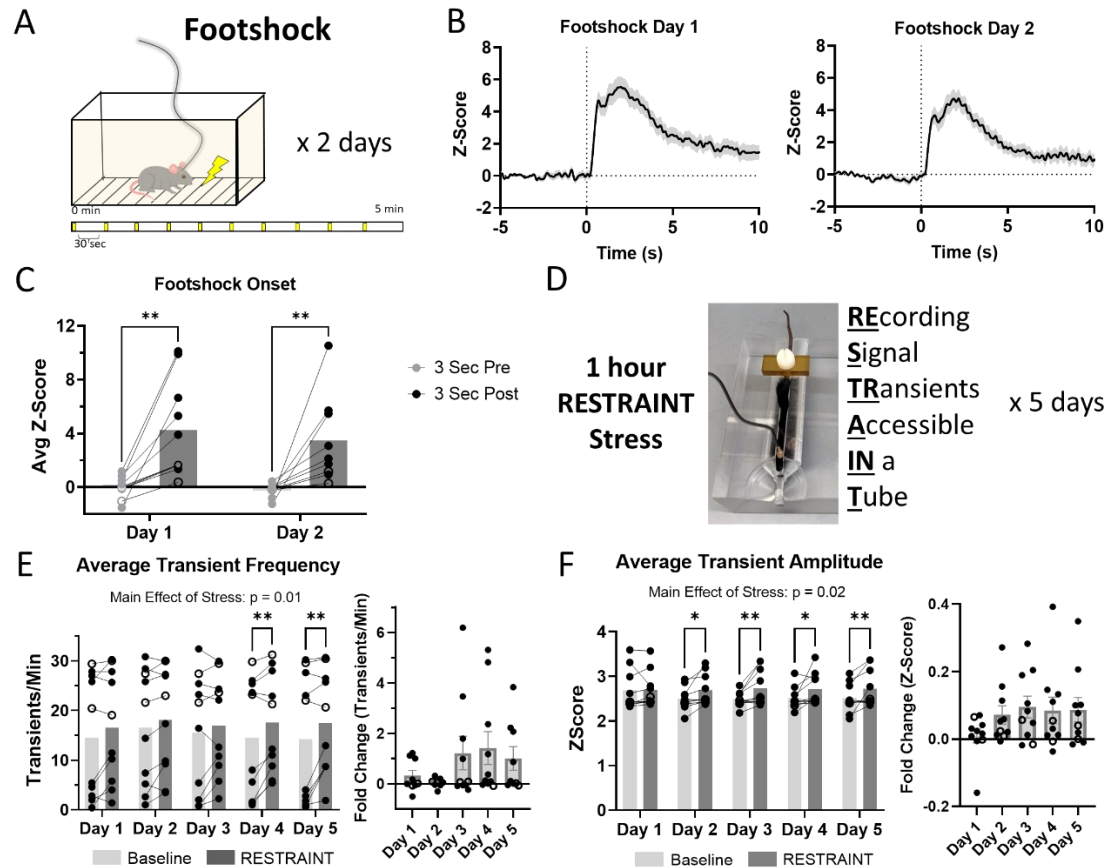 A
Footshock
x 2 days
0 min
5 min
30 sec
B
Footshock Day 1
Z-Score
8
6
4
2
0
-2
-5
0
5
10
Time (s)
Footshock Day 2
Z-Score
8
6
4
2
0
-2
-5
0
5
10
Time (s)
C
Footshock Onset
**
**
Avg Z-Score
12
8
4
0
Day 1
Day 2
3 Sec Pre
3 Sec Post
D
1 hour
RESTRAINT
Stress
REcording
Signal
TRansients
Accessible
IN a
Tube
x 5 days
E
Average Transient Frequency
Main Effect of Stress: p = 0.01
**
**
Transients/Min
30
20
10
0
Day 1
Day 2
Day 3
Day 4
Day 5
Baseline
RESTRAINT
Fold Change (Transients/Min)
6
4
2
0
Day 1
Day 2
Day 3
Day 4
Day 5
F
Average Transient Amplitude
Main Effect of Stress: p = 0.02
*
**
*
**
ZScore
4
3
2
1
0
Day 1
Day 2
Day 3
Day 4
Day 5
Baseline
RESTRAINT
Fold Change (Z-Score)
0.4
0.2
0.0
-0.2
Day 1
Day 2
Day 3
Day 4
Day 5